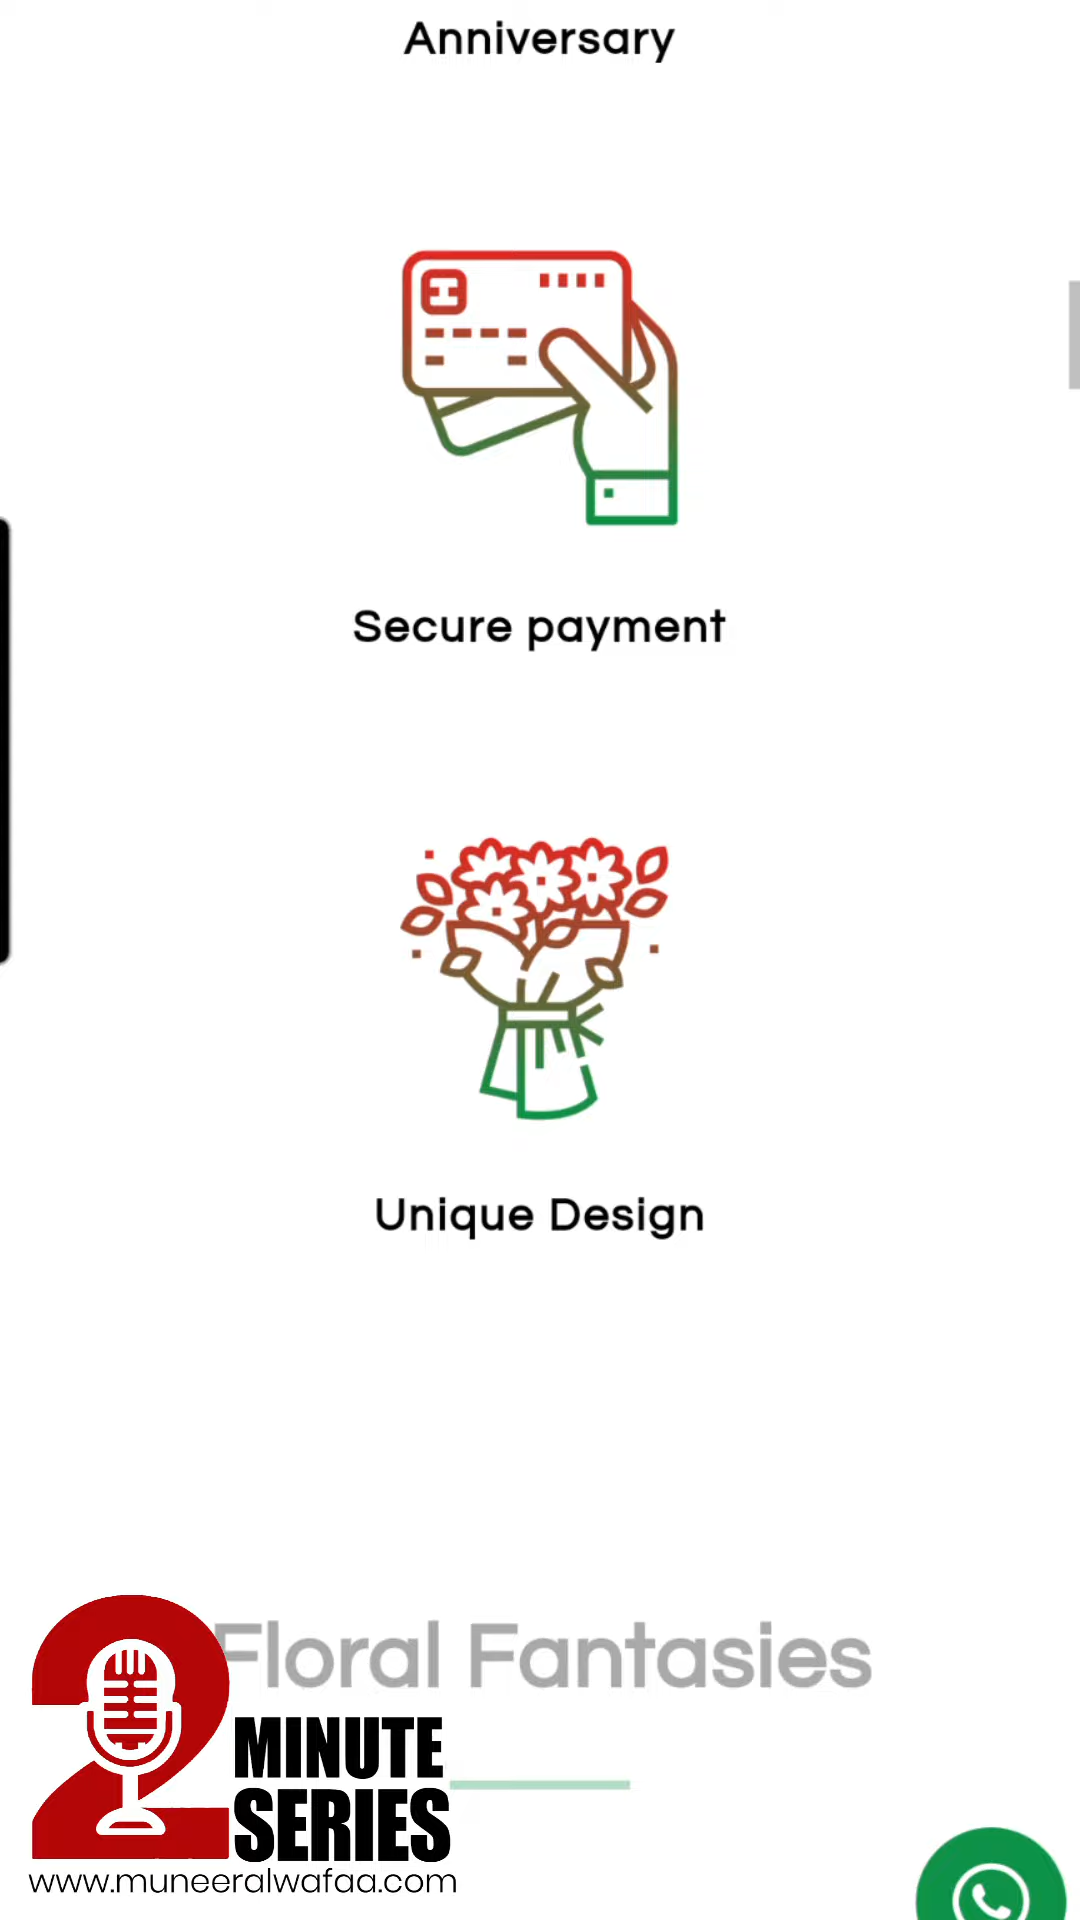 Anniversary
Secure payment
Unique Design
Floral Fantasies
2
MINUTE
SERIES
www.muneeralwafaa.com